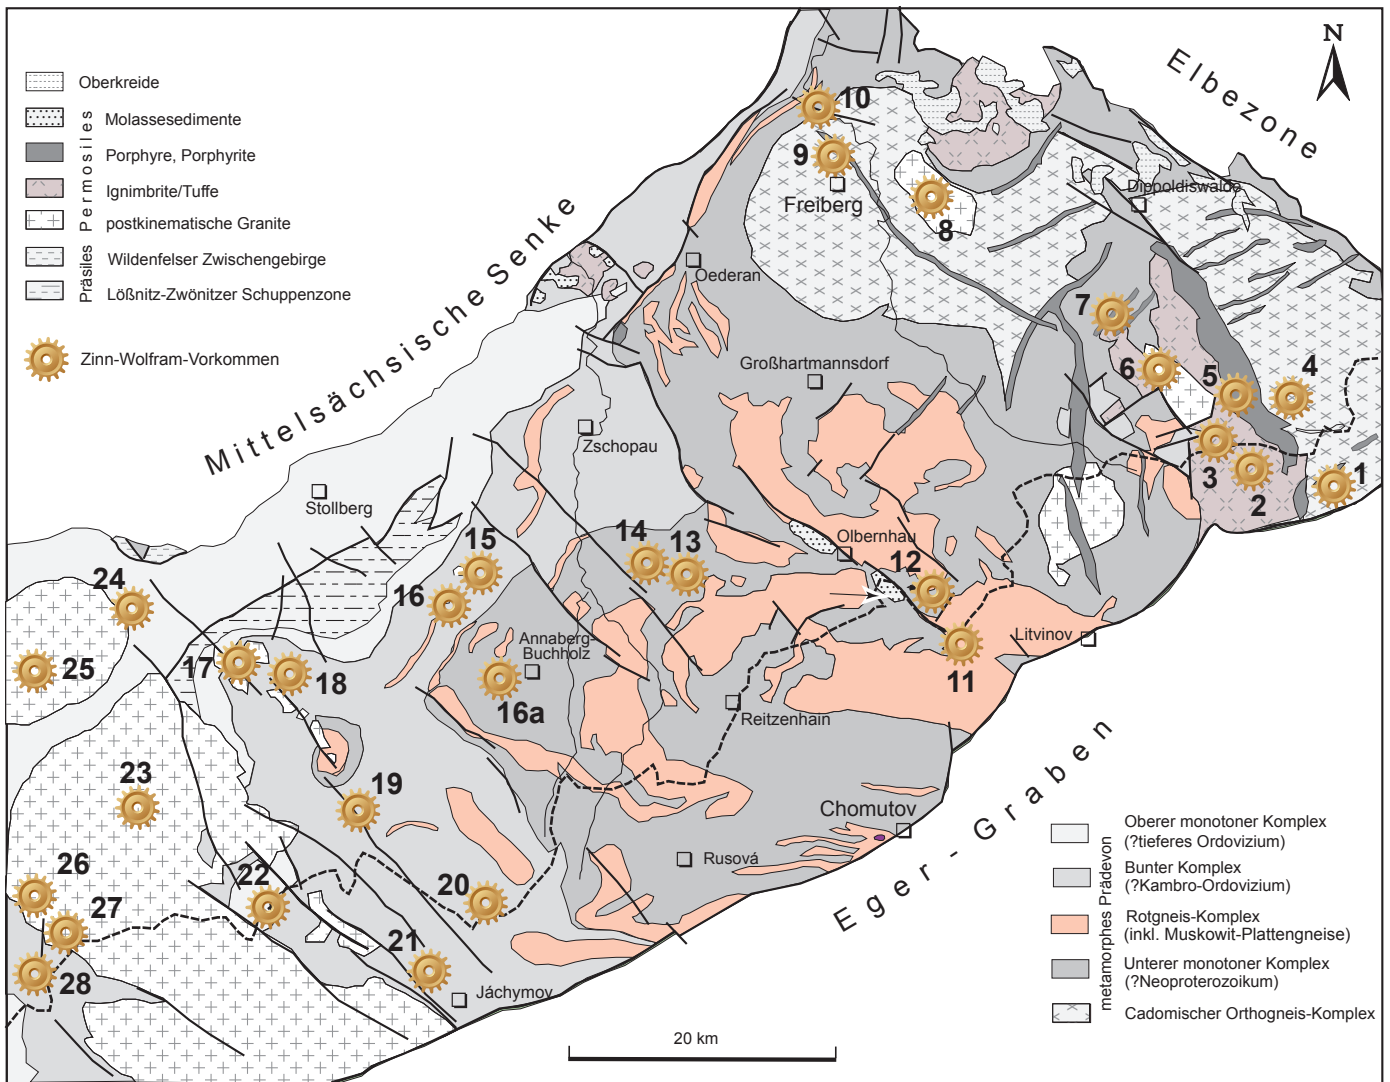 Oberkreide
Permosiles
Molassesedimente
Porphyre, Porphyrite
Ignimbrite/Tuffe
postkinematische Granite
Präsiles
Wildenfelser Zwischengebirge
Lößnitz-Zwönitzer Schuppenzone
Zinn-Wolfram-Vorkommen
N
Elbezone
Mittelsächsische Senke
Eger-Graben
10
9
Freiberg
8
Dippoldiswalde
Oederan
7
Großhartmannsdorf
6
5
4
Zschopau
3
2
1
Stollberg
15
14
13
Olbernhau
12
24
16
Annaberg-
Buchholz
Litvínov
17
18
25
16a
11
Reitzenhain
23
19
Chomutov
Rusová
26
22
20
27
21
28
Jáchymov
20 km
metamorphes Prädevon
Oberer monotoner Komplex
(?tieferes Ordovizium)
Bunter Komplex
(?Kambro-Ordovizium)
Rotgneis-Komplex
(inkl. Muskowit-Plattengneise)
Unterer monotoner Komplex
(?Neoproterozoikum)
Cadomischer Orthogneis-Komplex